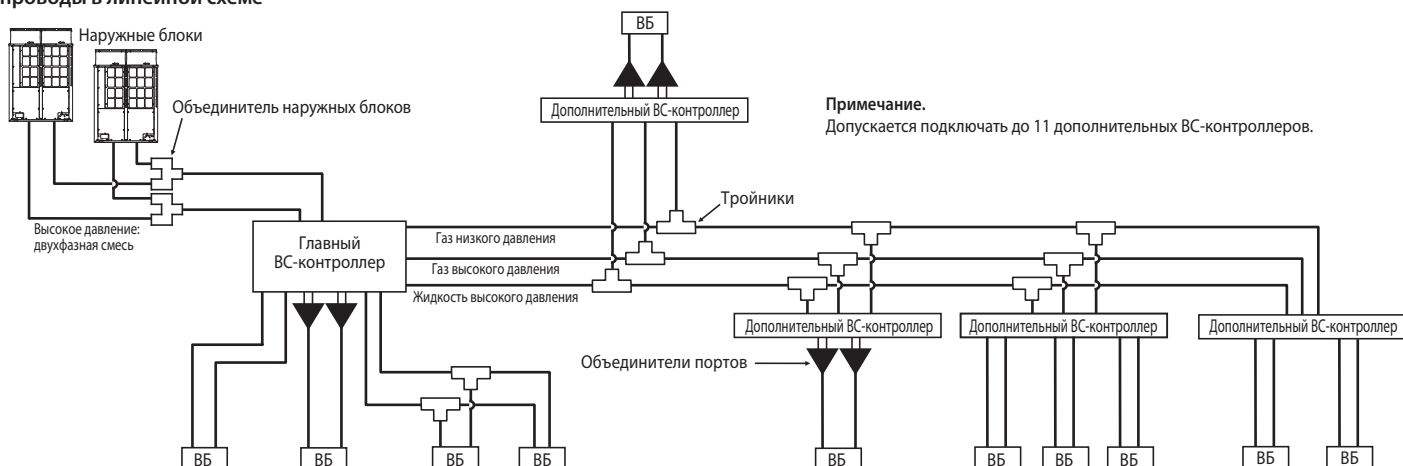 проводы в линейной схеме
Наружные блоки
Объединитель наружных блоков
ВБ
Дополнительный ВС-контроллер
Примечание.
Допускается подключать до 11 дополнительных ВС-контроллеров.
Тройники
Высокое давление:
двухфазная смесь
Главный
ВС-контроллер
Газ низкого давления
Газ высокого давления
Жидкость высокого давления
Дополнительный ВС-контроллер
Дополнительный ВС-контроллер
Дополнительный ВС-контроллер
Объединители портов
ВБ
ВБ
ВБ
ВБ
ВБ
ВБ
ВБ
ВБ
ВБ
ВБ